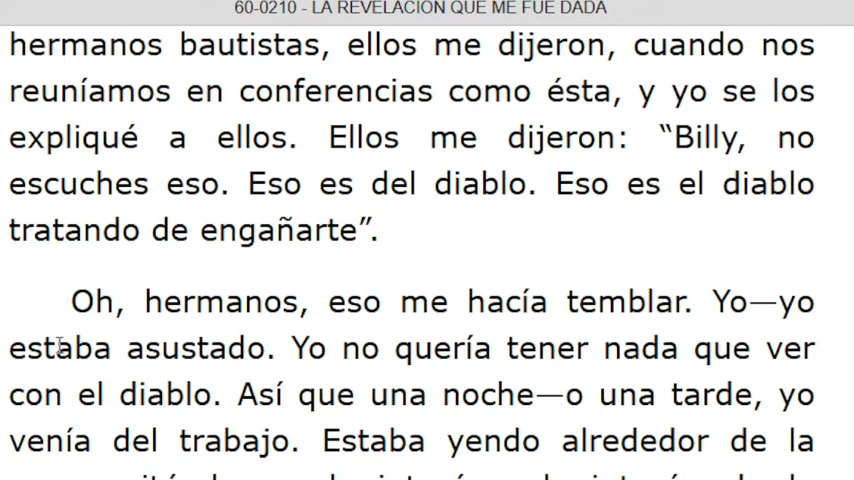 60-0210 - LA REVELACION QUE ME FUE DADA
hermanos bautistas, ellos me dijeron, cuando nos
reuníamos en conferencias como ésta, y yo se los
expliqué a ellos. Ellos me dijeron: “Billy, no
escuches eso. Eso es del diablo. Eso es el diablo
tratando de engañarte”.
Oh, hermanos, eso me hacía temblar. Yo—yo
estaba asustado. Yo no quería tener nada que ver
con el diablo. Así que una noche—o una tarde, yo
venía del trabajo. Estaba yendo alrededor de la